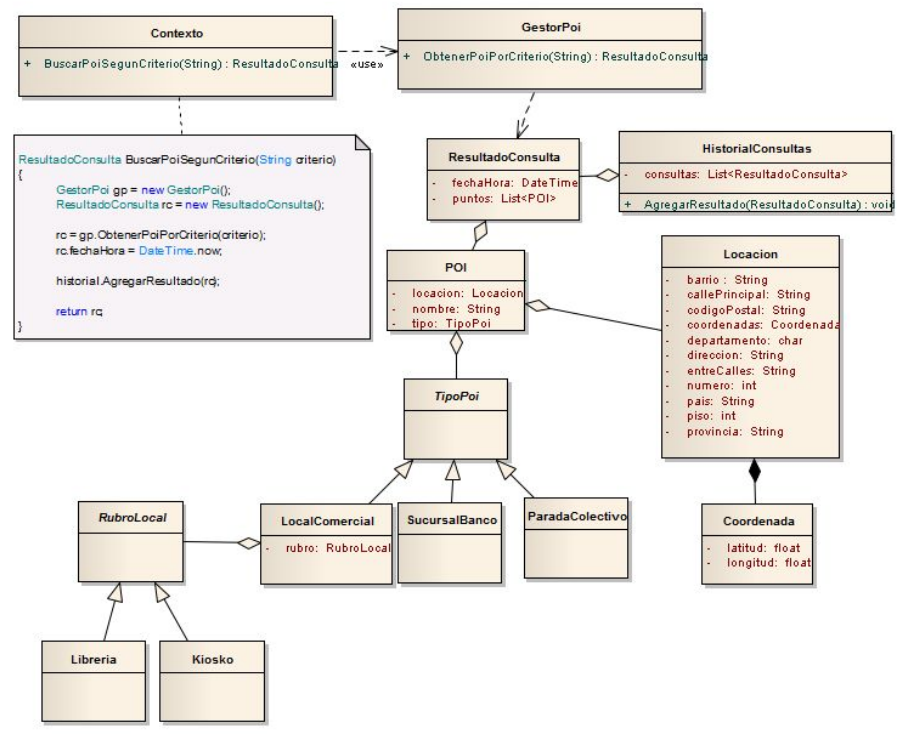 Contexto
+ BuscarPoiSegunCriterio(String) : ResultadoConsulta
«use»
GestorPoi
+ ObtenerPoiPorCriterio(String) : ResultadoConsulta
ResultadoConsulta BuscarPoiSegunCriterio(String criterio)
{
GestorPoi gp = new GestorPoi();
ResultadoConsulta rc = new ResultadoConsulta();
rc = gp.ObtenerPoiPorCriterio(criterio);
rc.fechaHora = DateTime.now;
historial.AgregarResultado(rc);
return rc;
}
ResultadoConsulta
- fechaHora: DateTime
- puntos: List<POI>
HistorialConsultas
- consultas: List<ResultadoConsulta>
+ AgregarResultado(ResultadoConsulta) : void
POI
- locacion: Locacion
- nombre: String
- tipo: TipoPoi
Locacion
- barrio : String
- callePrincipal: String
- codigoPostal: String
- coordenadas: Coordenada
- departamento: char
- direccion: String
- entreCalles: String
- numero: int
- pais: String
- piso: int
- provincia: String
TipoPoi
RubroLocal
LocalComercial
- rubro: RubroLocal
SucursalBanco
ParadaColectivo
Coordenada
- latitud: float
- longitud: float
Libreria
Kiosko